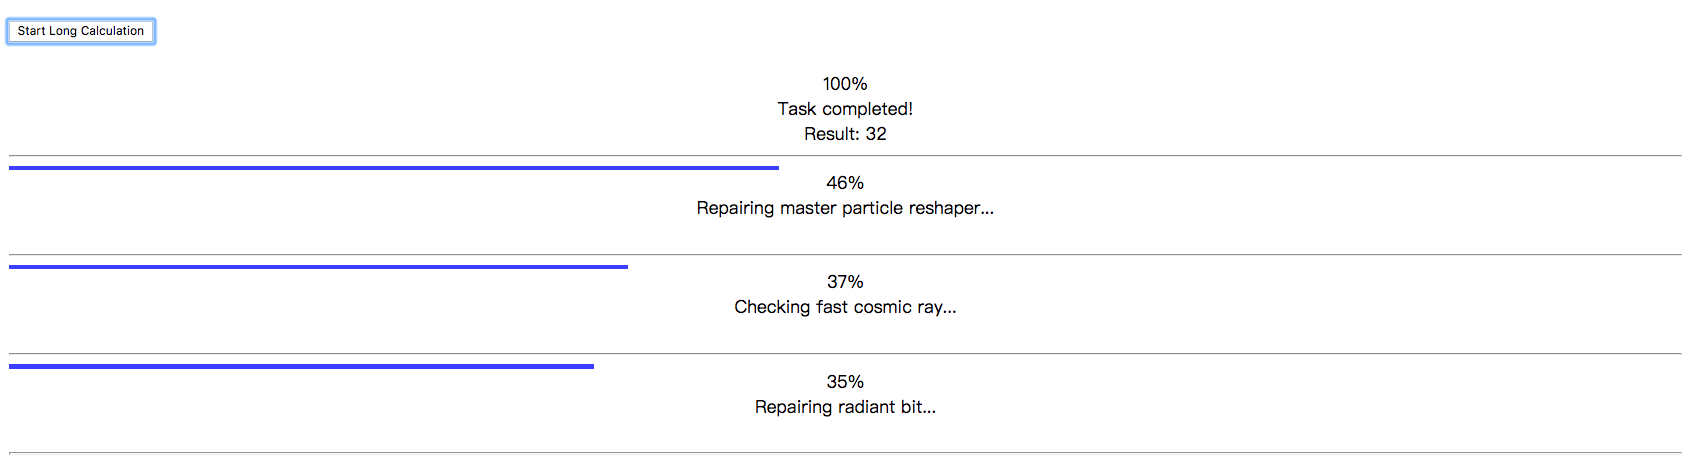 Start Long Calculation
100%
Task completed!
Result: 32
46%
Repairing master particle reshaper...
37%
Checking fast cosmic ray...
35%
Repairing radiant bit...